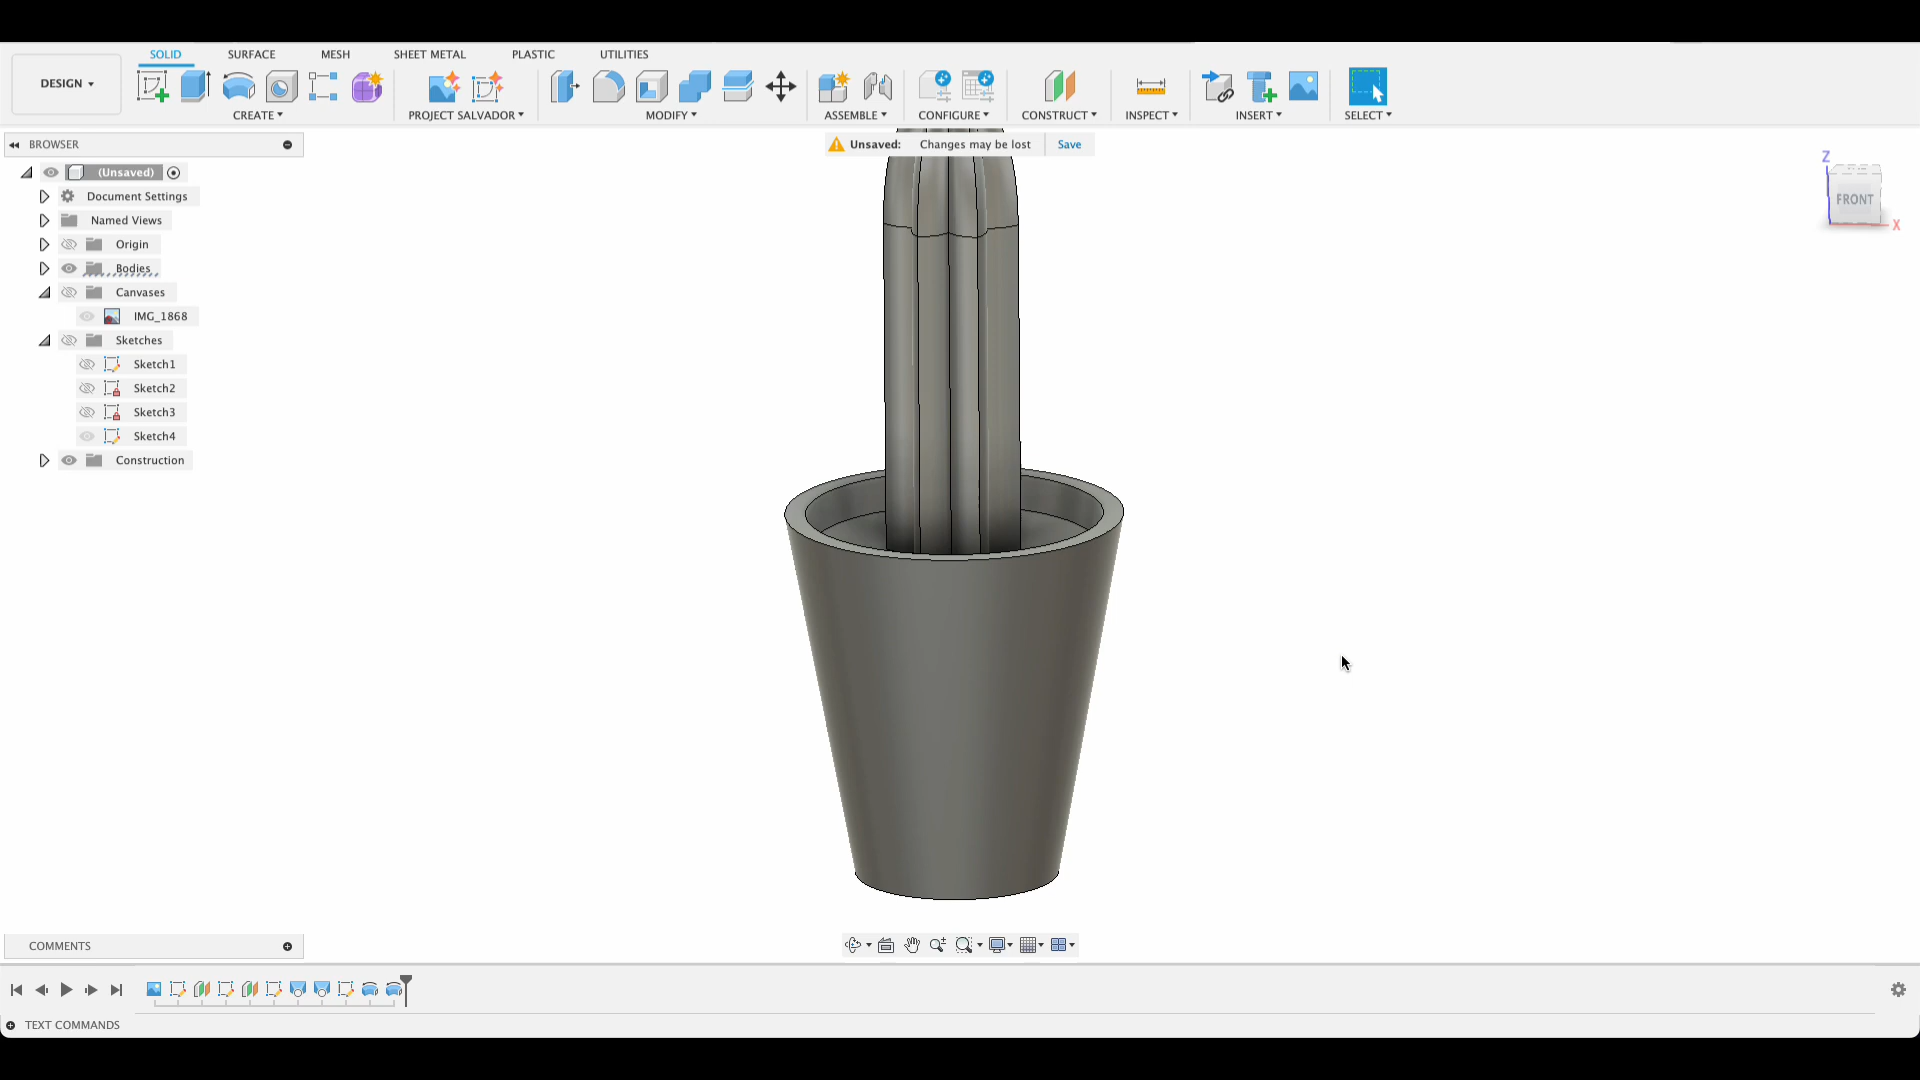 SOLID SURFACE MESH SHEET METAL PLASTIC UTILITIES
DESIGN
CREATE PROJECT SALVADOR MODIFY ASSEMBLE CONFIGURE CONSTRUCT INSPECT INSERT SELECT
BROWSER
Unsaved: Changes may be lost Save
(Unsaved)
Document Settings
Named Views
Origin
Bodies
Canvases
IMG_1868
Sketches
Sketch1
Sketch2
Sketch3
Sketch4
Construction
Z
FRONT
X
COMMENTS
TEXT COMMANDS